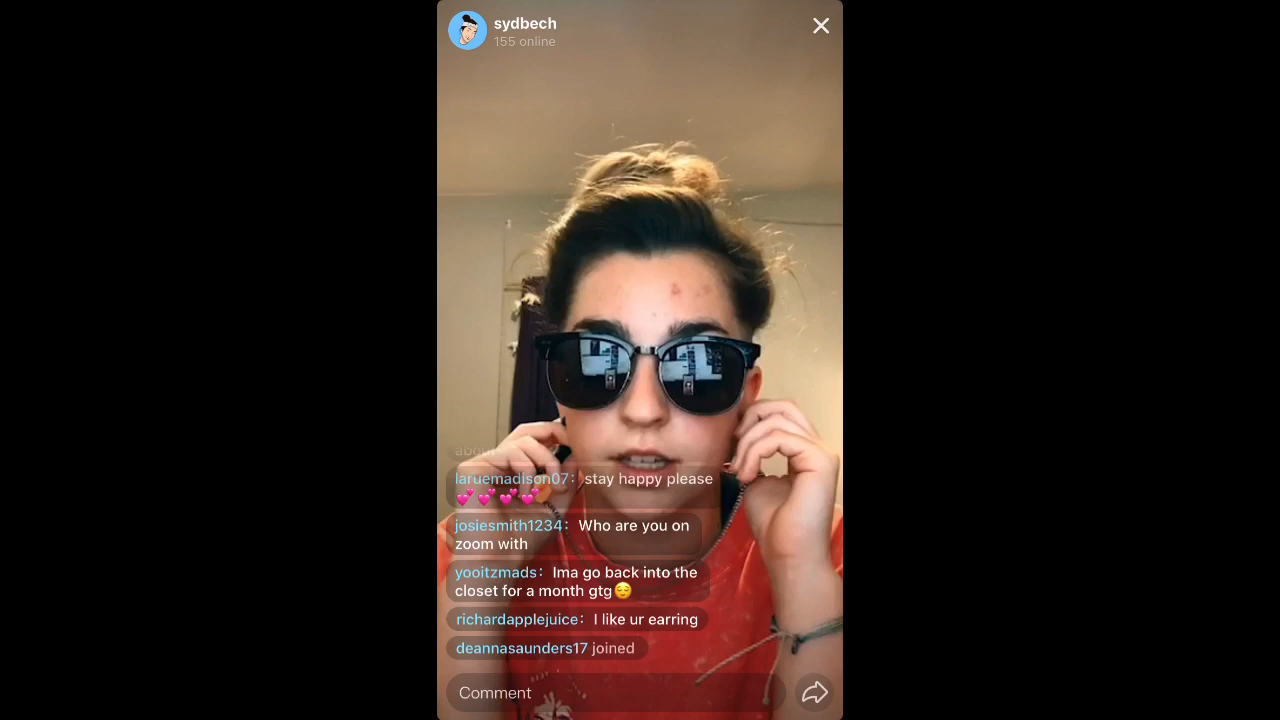 sydbech
155 online
about
laruemadison07: stay happy please
💕💕💕💕🧡
josiesmith1234: Who are you on
zoom with
yooitzmads: Ima go back into the
closet for a month gtg😌
richardapplejuice: I like ur earring
deannasaunders17 joined
Comment